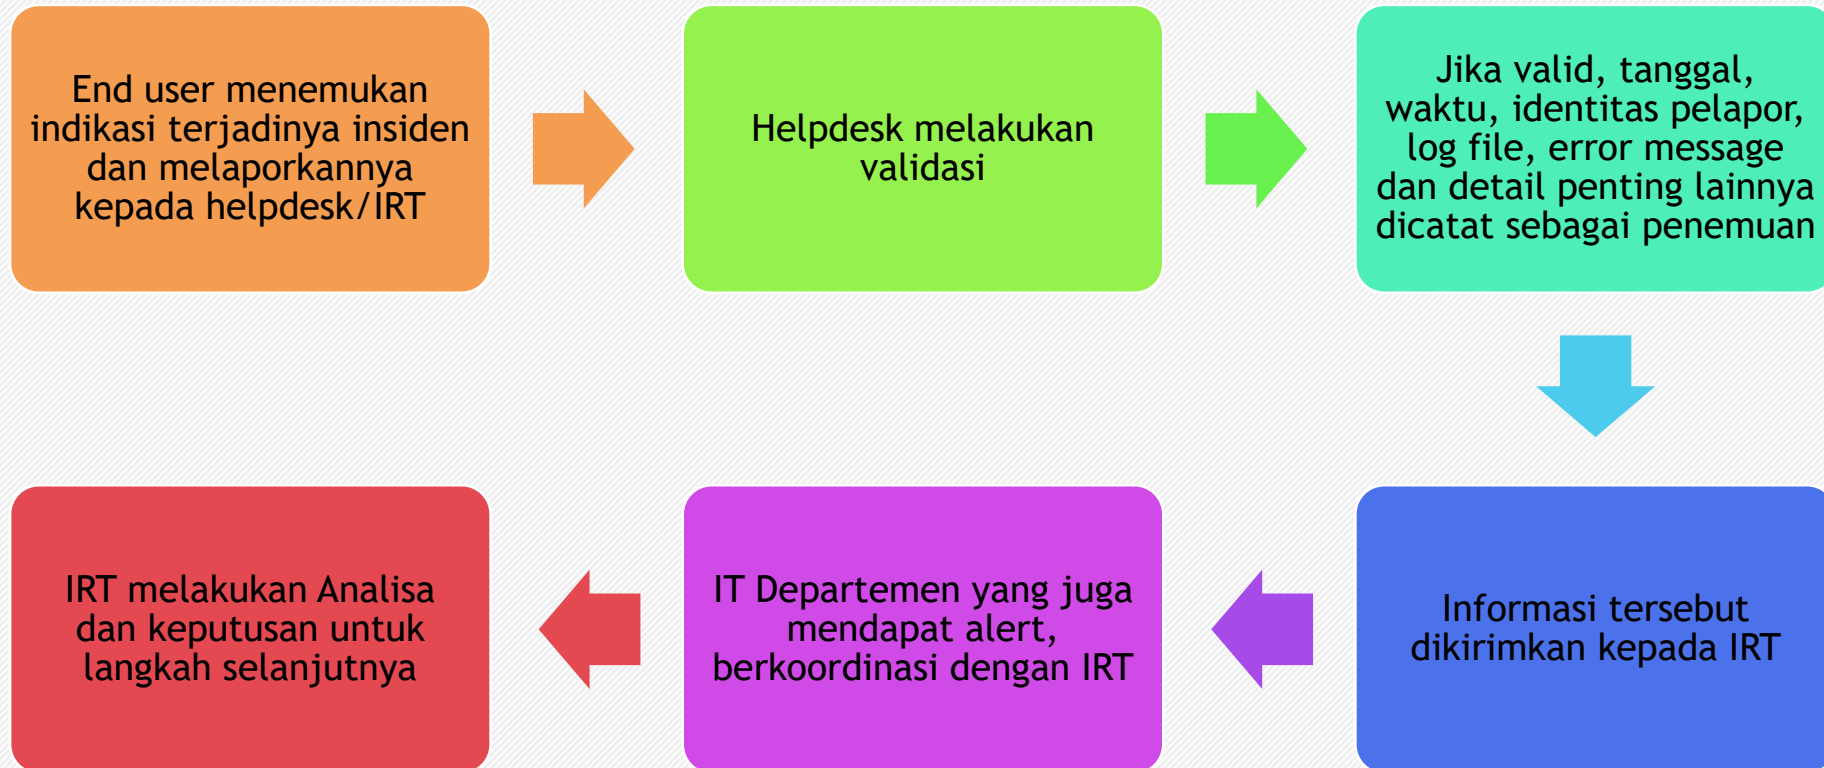 End user menemukan
indikasi terjadinya insiden
dan melaporkannya
kepada helpdesk/IRT
Helpdesk melakukan
validasi
Jika valid, tanggal,
waktu, identitas pelapor,
log file, error message
dan detail penting lainnya
dicatat sebagai penemuan
Informasi tersebut
dikirimkan kepada IRT
IT Departemen yang juga
mendapat alert,
berkoordinasi dengan IRT
IRT melakukan Analisa
dan keputusan untuk
langkah selanjutnya